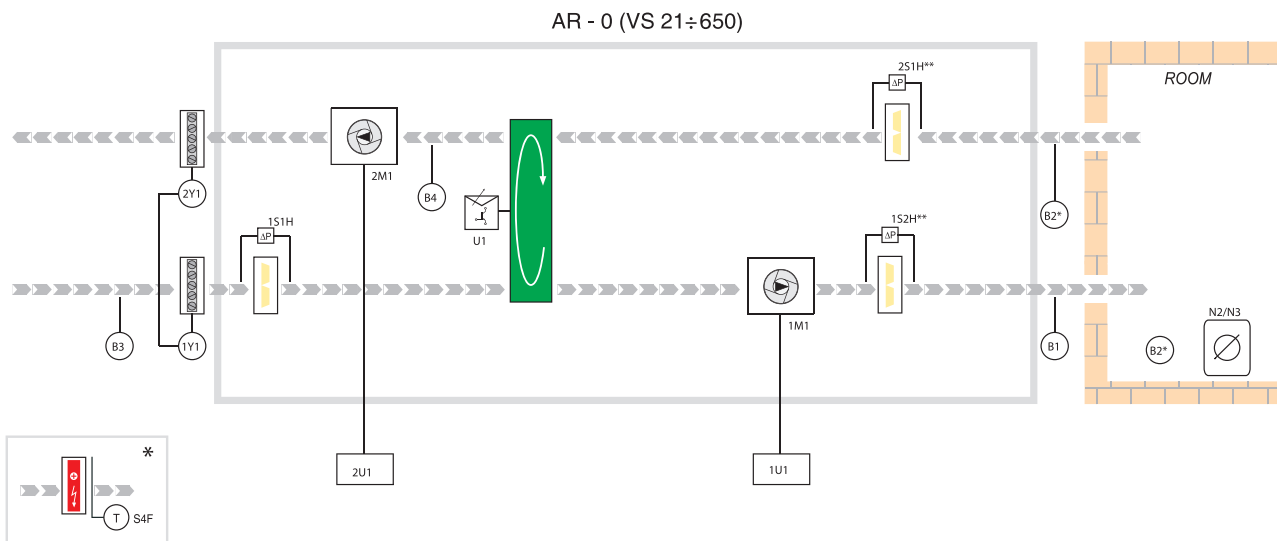 AR - 0 (VS 21÷650)
2S1H**
ΔP
ROOM
2M1
2Y1
B4
B2*
1S1H
ΔP
U1
1S2H**
ΔP
1M1
B3
1Y1
B1
N2/N3
B2*
2U1
1U1
*
T
S4F